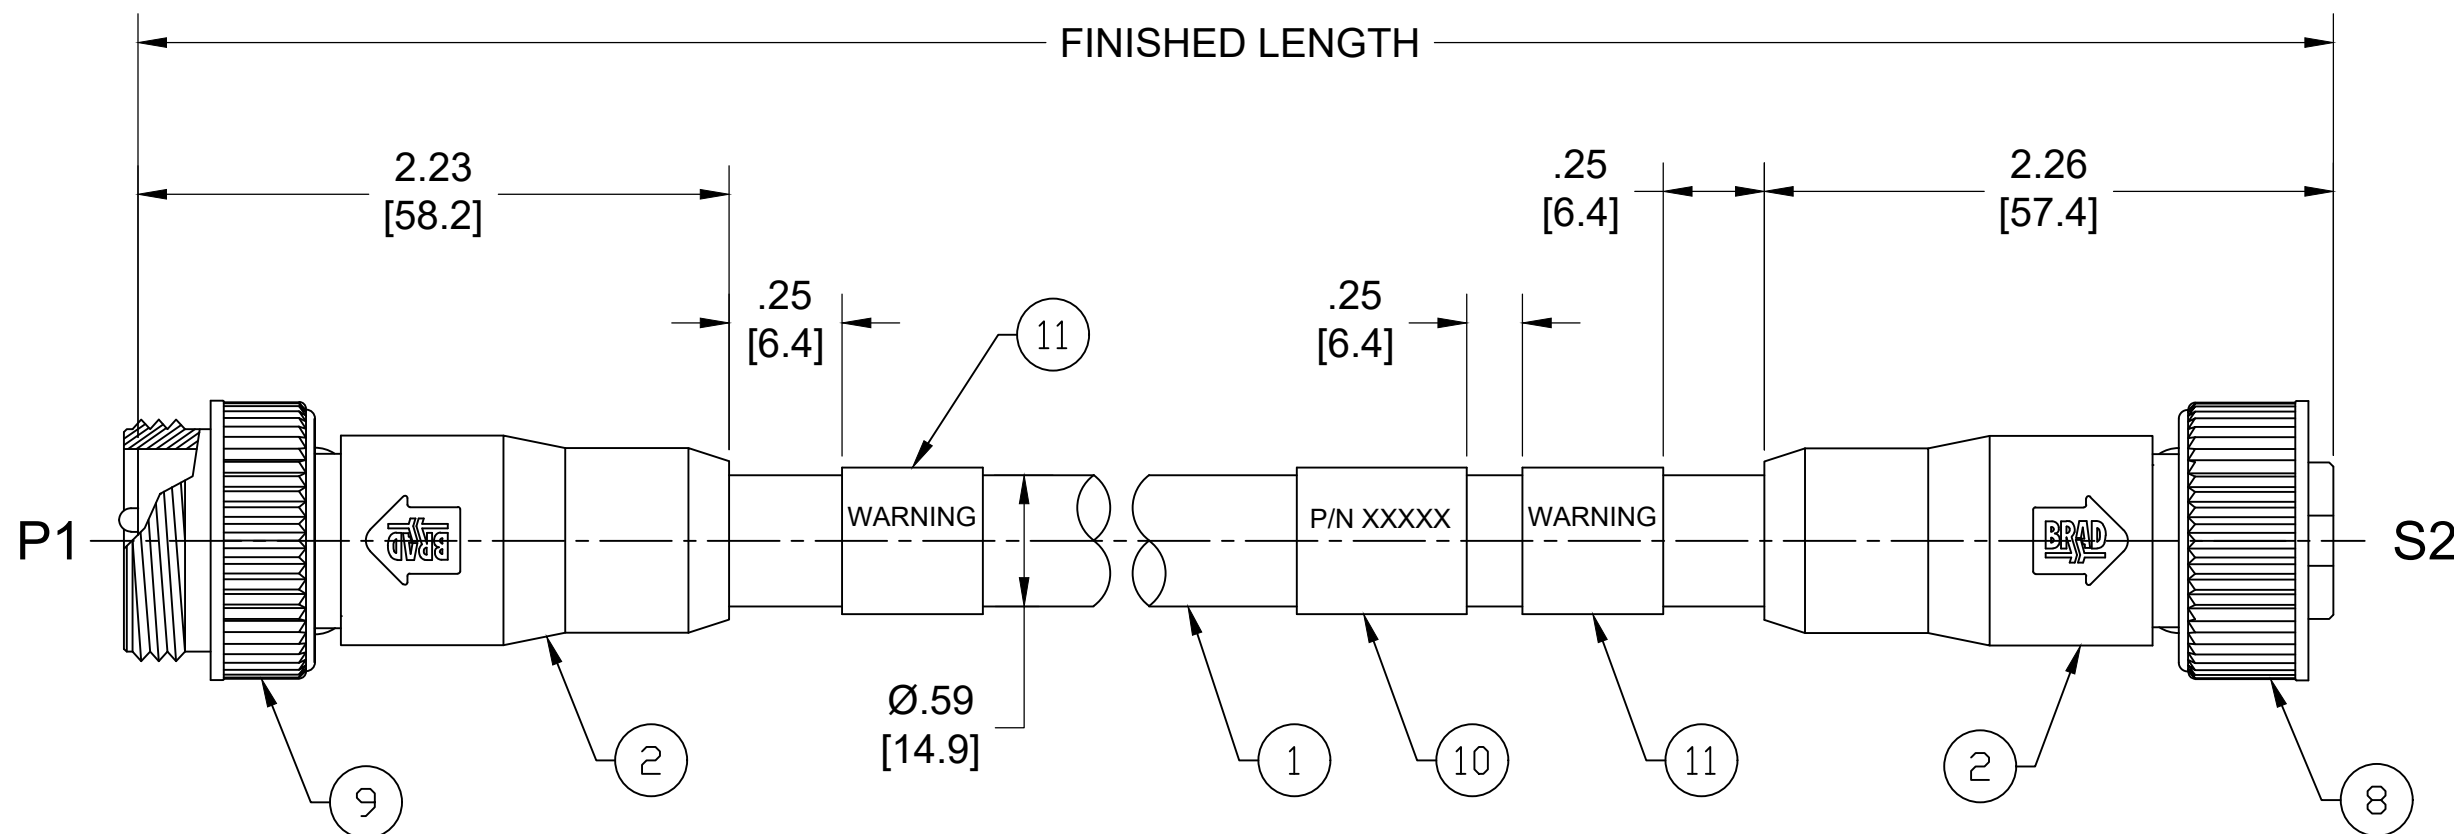 FINISHED LENGTH
2.23
[58.2]
.25
[6.4]
2.26
[57.4]
.25
[6.4]
11
.25
[6.4]
P1
BRAD
WARNING
P/N XXXXX
WARNING
BRAD
S2
Ø.59
[14.9]
9
2
1
10
11
2
8